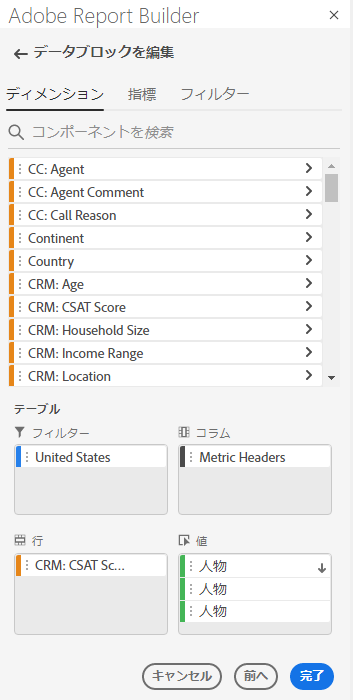 Adobe Report Builder
データブロックを編集
ディメンション 指標 フィルター
コンポーネントを検索
CC: Agent
CC: Agent Comment
CC: Call Reason
Continent
Country
CRM: Age
CRM: CSAT Score
CRM: Household Size
CRM: Income Range
CRM: Location
テーブル
フィルター コラム
United States Metric Headers
行 値
CRM: CSAT Sc... 人物
人物
人物
キャンセル 前へ 完了